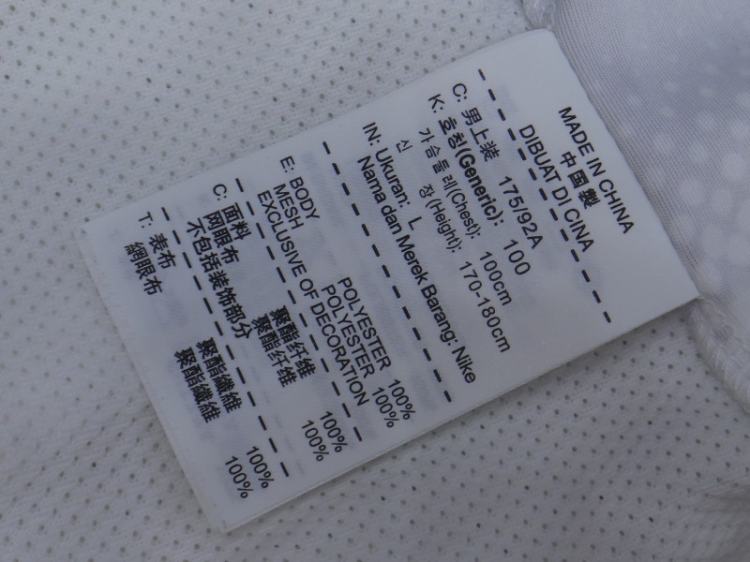 MADE IN CHINA
中国製
DIBUAT DI CINA
C: 男上装 175/92A
K: 호칭(Generic): 100
가슴둘레(Chest): 100cm
신 장(Height): 170-180cm
IN: Ukuran: L
Nama dan Merek Barang: Nike
E: BODY POLYESTER 100%
MESH POLYESTER 100%
EXCLUSIVE OF DECORATION
C: 面料 聚酯纤维 100%
网眼布 聚酯纤维 100%
不包括装饰部分
T: 表布 聚酯纖維 100%
網眼布 聚酯纖維 100%